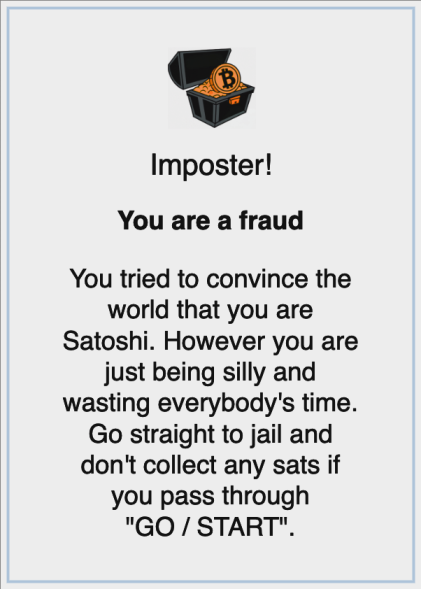 Imposter!
You are a fraud
You tried to convince the
world that you are
Satoshi. However you are
just being silly and
wasting everybody's time.
Go straight to jail and
don't collect any sats if
you pass through
"GO / START".